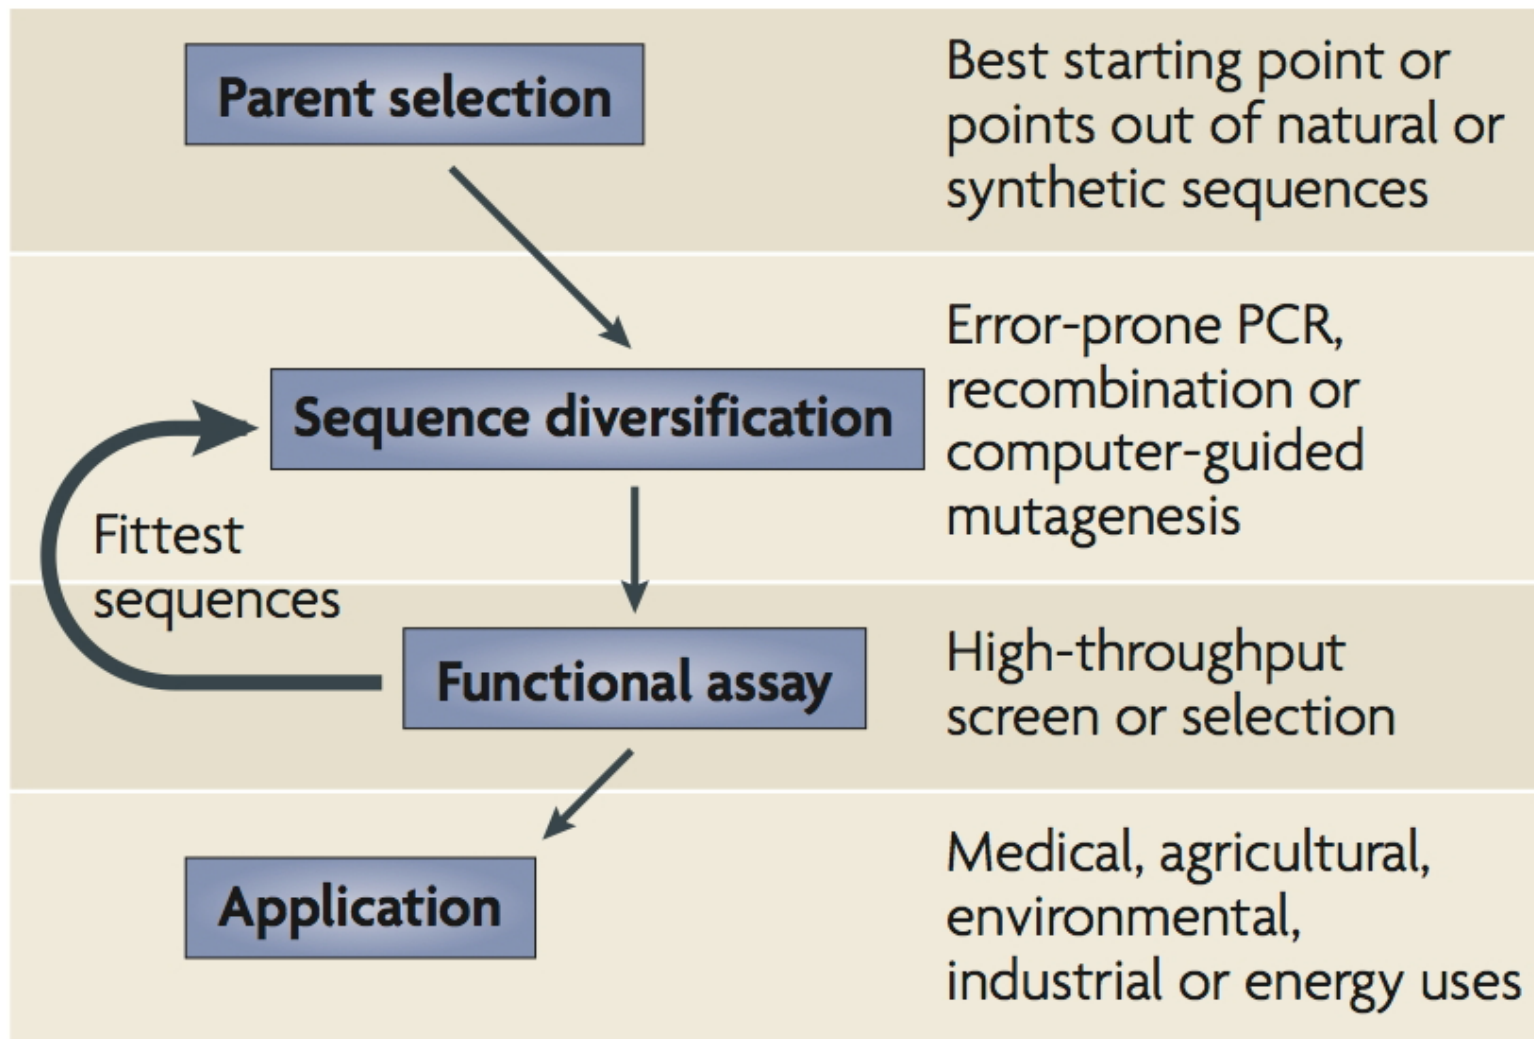 Parent selection
Best starting point or
points out of natural or
synthetic sequences
Sequence diversification
Error-prone PCR,
recombination or
computer-guided
mutagenesis
Fittest
sequences
Functional assay
High-throughput
screen or selection
Application
Medical, agricultural,
environmental,
industrial or energy uses